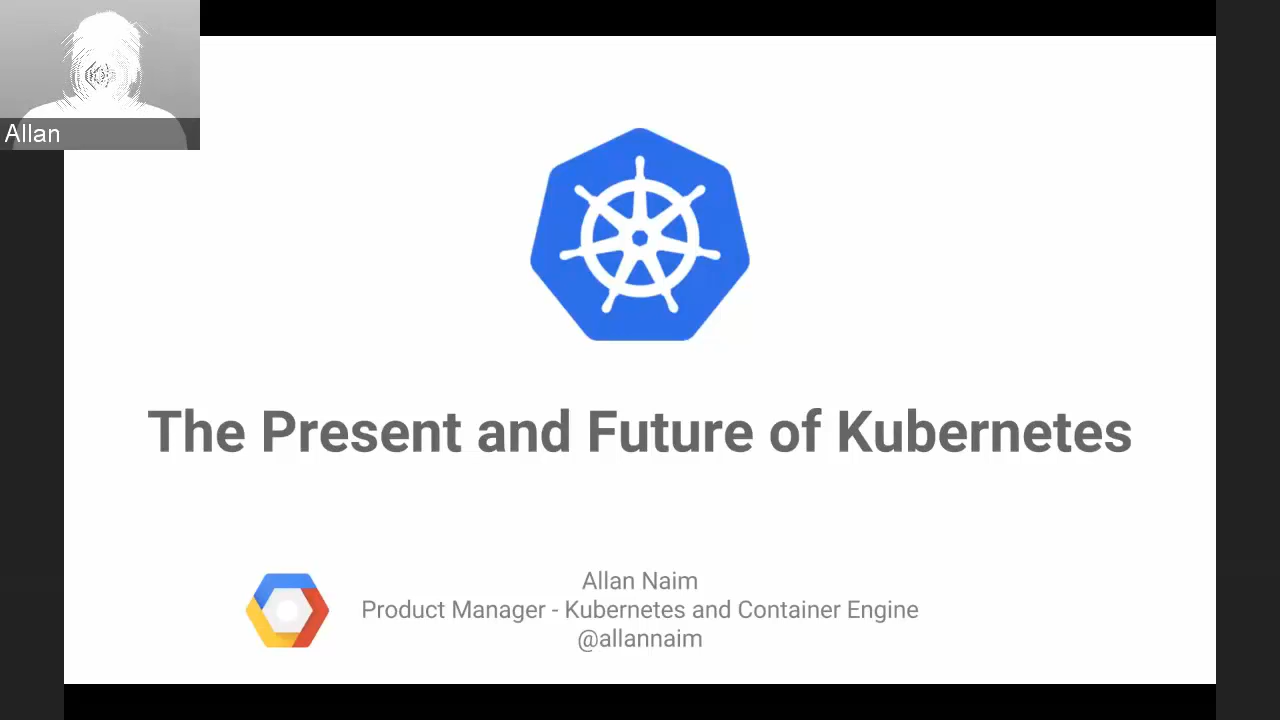 Allan
The Present and Future of Kubernetes
Allan Naim
Product Manager - Kubernetes and Container Engine
@allannaim